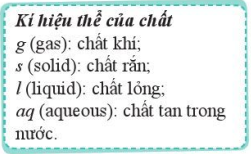 Kí hiệu thể của chất
g (gas): chất khí;
s (solid): chất rắn;
l (liquid): chất lỏng;
aq (aqueous): chất tan trong
nước.